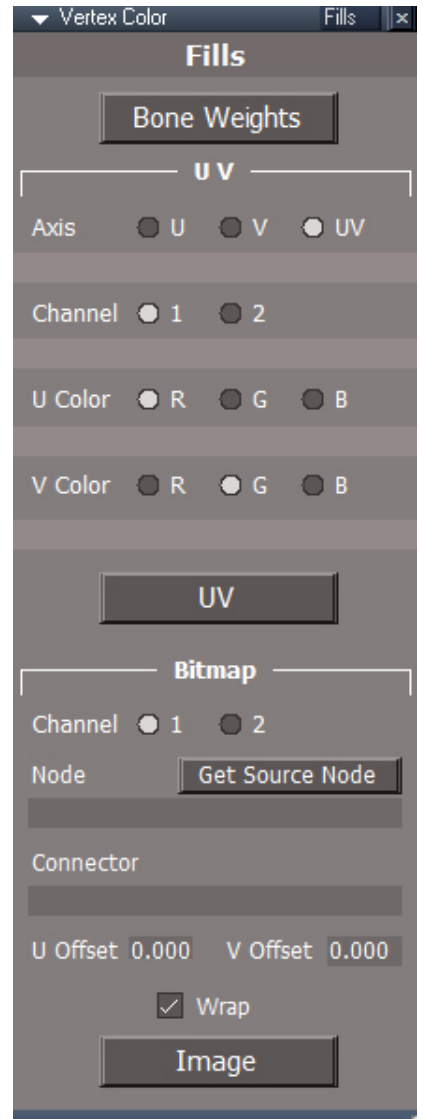 Vertex Color Fills
Fills
Bone Weights
U V
Axis U V UV
Channel 1 2
U Color R G B
V Color R G B
UV
Bitmap
Channel 1 2
Node Get Source Node
Connector
U Offset 0.000 V Offset 0.000
Wrap
Image